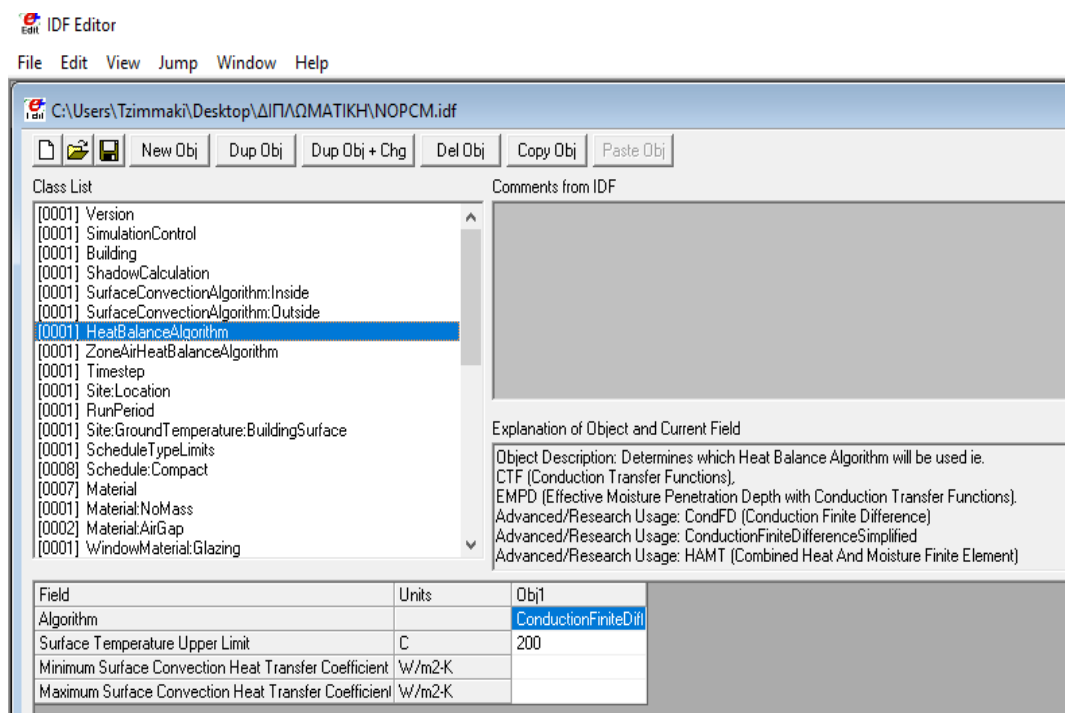 IDF Editor
File Edit View Jump Window Help
C:\Users\Tzimmaki\Desktop\ΔΙΠΛΩΜΑΤΙΚΗ\NOPCM.idf
New Obj Dup Obj Dup Obj + Chg Del Obj Copy Obj Paste Obj
Class List
[0001] Version
[0001] SimulationControl
[0001] Building
[0001] ShadowCalculation
[0001] SurfaceConvectionAlgorithm:Inside
[0001] SurfaceConvectionAlgorithm:Outside
[0001] HeatBalanceAlgorithm
[0001] ZoneAirHeatBalanceAlgorithm
[0001] Timestep
[0001] Site:Location
[0001] RunPeriod
[0001] Site:GroundTemperature:BuildingSurface
[0001] ScheduleTypeLimits
[0008] Schedule:Compact
[0007] Material
[0001] Material:NoMass
[0002] Material:AirGap
[0001] WindowMaterial:Glazing
Comments from IDF
Explanation of Object and Current Field
Object Description: Determines which Heat Balance Algorithm will be used ie.
CTF (Conduction Transfer Functions),
EMPD (Effective Moisture Penetration Depth with Conduction Transfer Functions).
Advanced/Research Usage: CondFD (Conduction Finite Difference)
Advanced/Research Usage: ConductionFiniteDifferenceSimplified
Advanced/Research Usage: HAMT (Combined Heat And Moisture Finite Element)
Field Units Obj1
Algorithm ConductionFiniteDif
Surface Temperature Upper Limit C 200
Minimum Surface Convection Heat Transfer Coefficient W/m2-K
Maximum Surface Convection Heat Transfer Coefficient W/m2-K